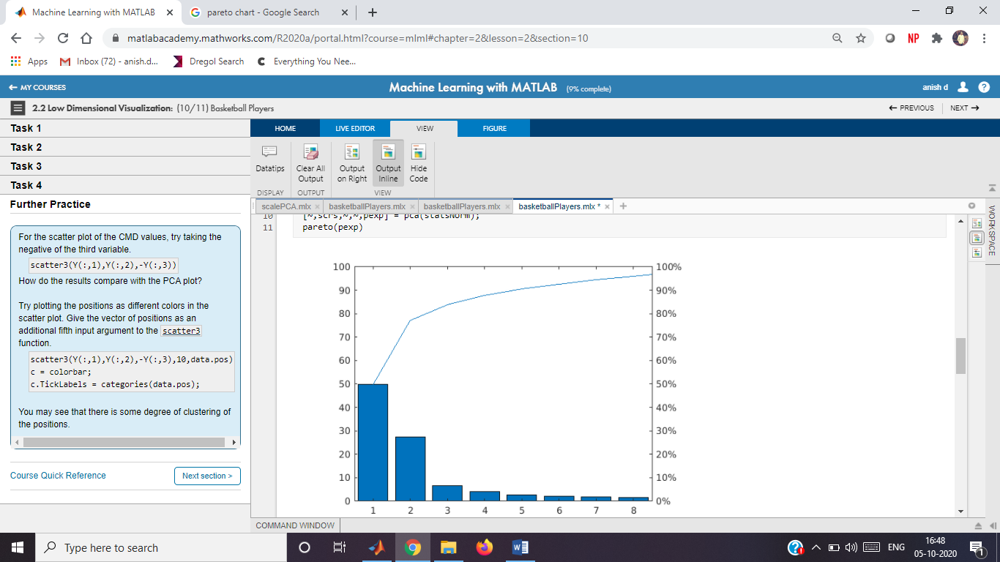 Machine Learning with MATLAB
pareto chart - Google Search
matlabacademy.mathworks.com/R2020a/portal.html?course=mlml#chapter=2&lesson=2&section=10
NP
Apps
Inbox (72) - anish.d...
Dregol Search
Everything You Nee...
MY COURSES
Machine Learning with MATLAB (9% complete)
anish d
2.2 Low Dimensional Visualization: (10/11) Basketball Players
PREVIOUS
NEXT
Task 1
Task 2
Task 3
Task 4
Further Practice
For the scatter plot of the CMD values, try taking the
negative of the third variable.
scatter3(Y(:,1),Y(:,2),-Y(:,3))
How do the results compare with the PCA plot?
Try plotting the positions as different colors in the
scatter plot. Give the vector of positions as an
additional fifth input argument to the scatter3
function.
scatter3(Y(:,1),Y(:,2),-Y(:,3),10,data.pos)
c = colorbar;
c.TickLabels = categories(data.pos);
You may see that there is some degree of clustering of
the positions.
Course Quick Reference
Next section >
HOME
LIVE EDITOR
VIEW
FIGURE
Datatips
Clear All
Output
Output
on Right
Output
Inline
Hide
Code
DISPLAY
OUTPUT
VIEW
scalePCA.mlx
basketballPlayers.mlx
basketballPlayers.mlx
basketballPlayers.mlx *
WORKSPACE
10 [~,scrs,~,~,pexp] = pca(statsNorm);
11 pareto(pexp)
100
90
80
70
60
50
40
30
20
10
0
100%
90%
80%
70%
60%
50%
40%
30%
20%
10%
0%
1 2 3 4 5 6 7 8
COMMAND WINDOW
Type here to search
ENG
16:48
05-10-2020
1